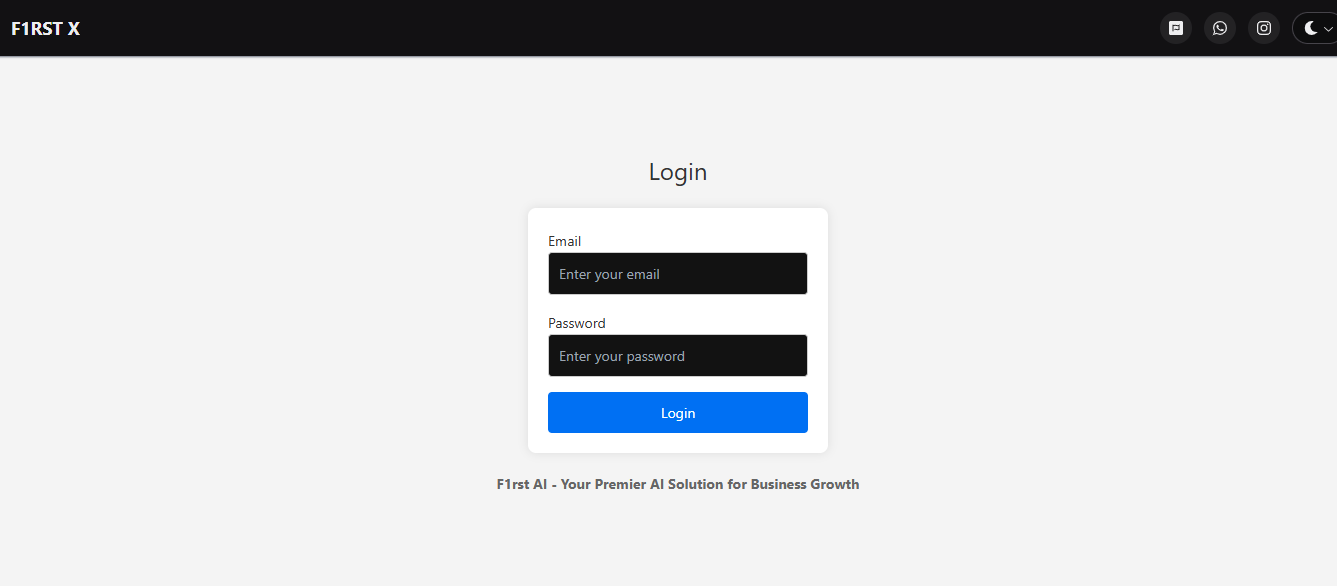 F1RST X
Login
Email
Enter your email
Password
Enter your password
Login
F1rst AI - Your Premier AI Solution for Business Growth